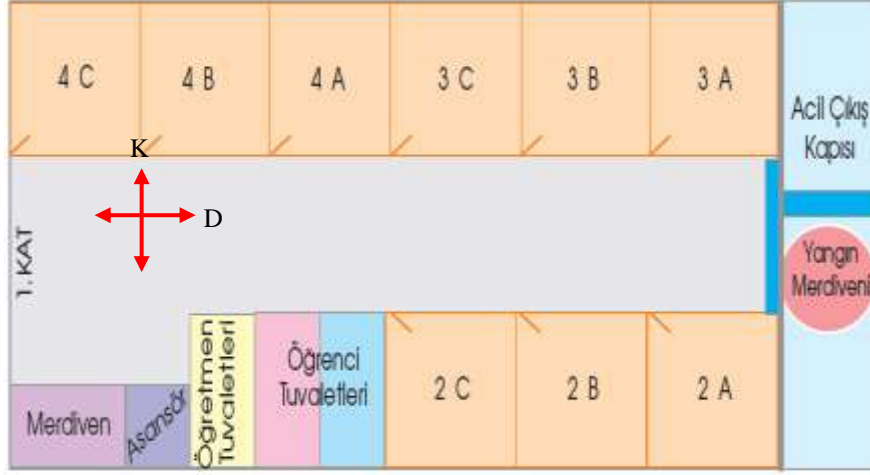 4 C
4 B
4 A
3 C
3 B
3 A
Acil Çıkış
Kapısı
K
D
1. KAT
Yangın
Merdiveni
Merdiven
Asansör
Öğretmen
Tuvaletleri
Öğrenci
Tuvaletleri
2 C
2 B
2 A